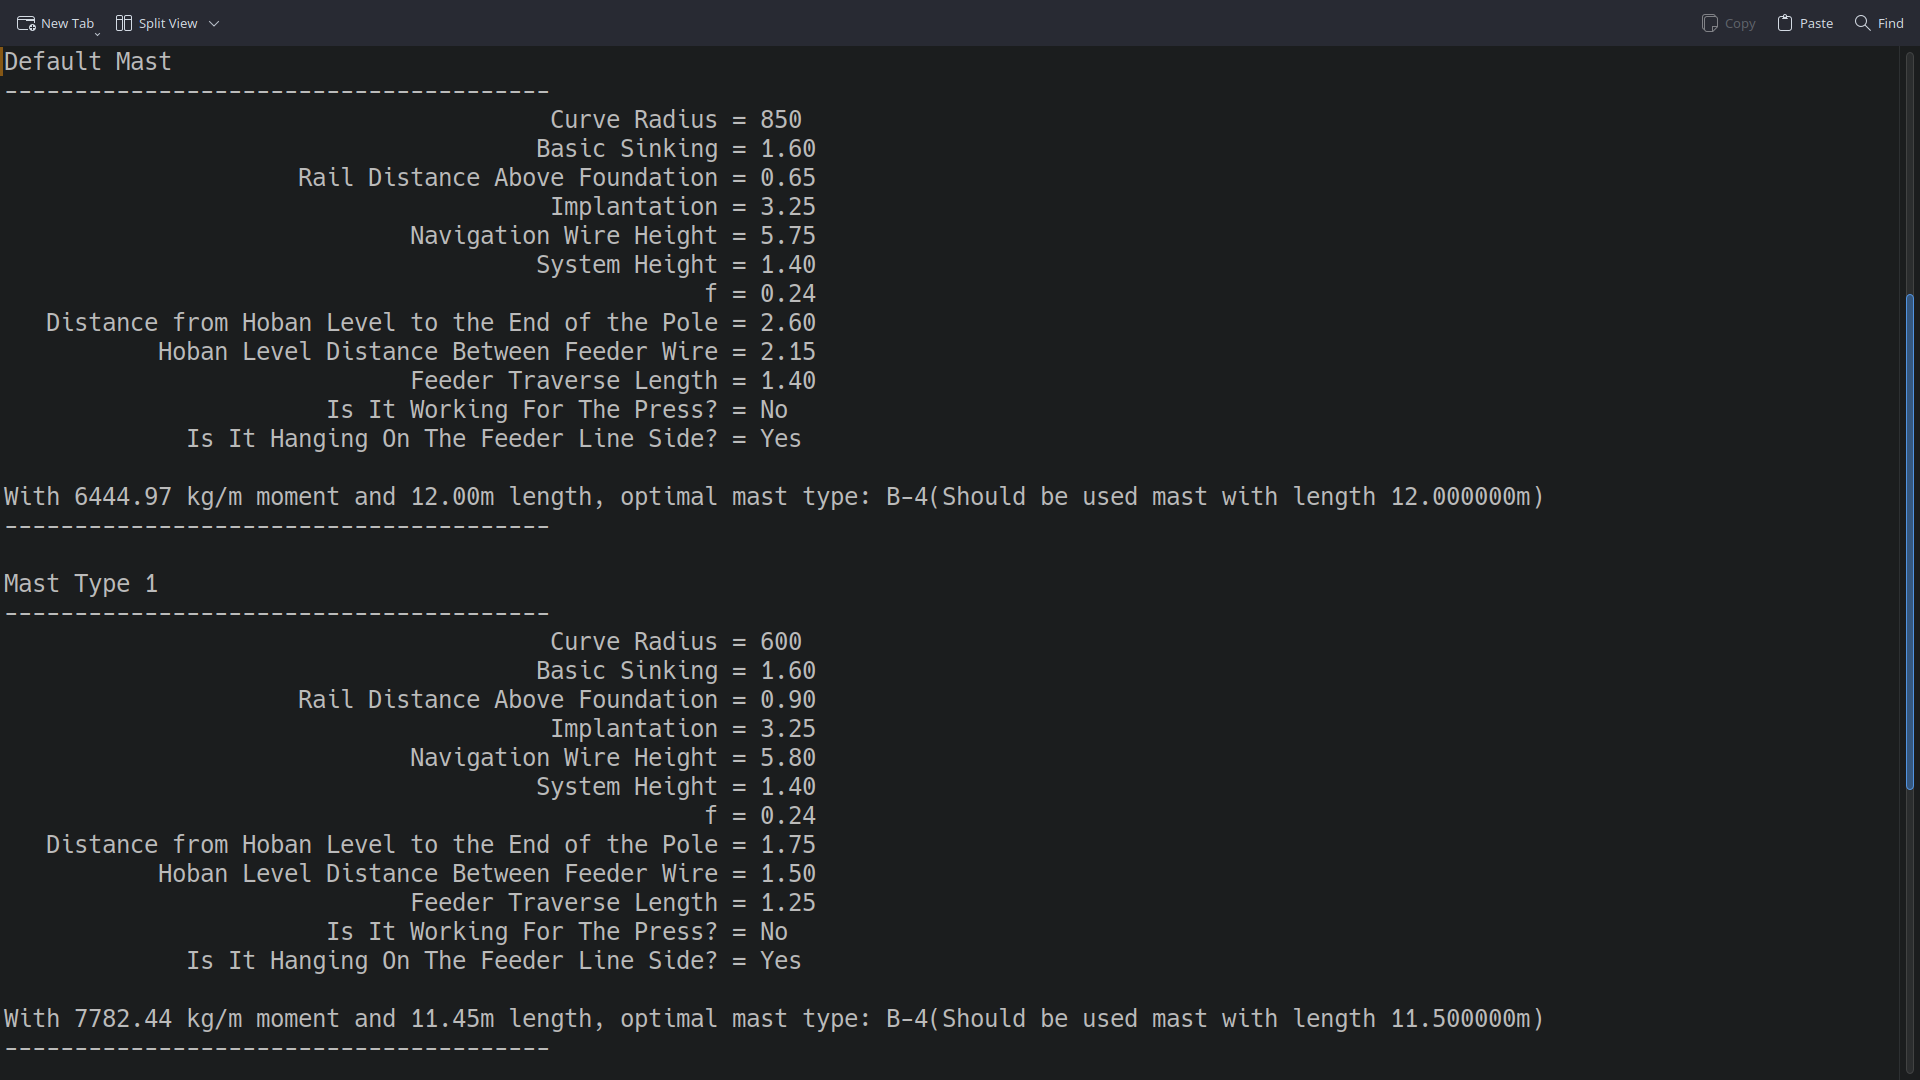 New Tab Split View Copy Paste Find
Default Mast
---------------------------------------
Curve Radius = 850
Basic Sinking = 1.60
Rail Distance Above Foundation = 0.65
Implantation = 3.25
Navigation Wire Height = 5.75
System Height = 1.40
f = 0.24
Distance from Hoban Level to the End of the Pole = 2.60
Hoban Level Distance Between Feeder Wire = 2.15
Feeder Traverse Length = 1.40
Is It Working For The Press? = No
Is It Hanging On The Feeder Line Side? = Yes
With 6444.97 kg/m moment and 12.00m length, optimal mast type: B-4(Should be used mast with length 12.000000m)
---------------------------------------
Mast Type 1
---------------------------------------
Curve Radius = 600
Basic Sinking = 1.60
Rail Distance Above Foundation = 0.90
Implantation = 3.25
Navigation Wire Height = 5.80
System Height = 1.40
f = 0.24
Distance from Hoban Level to the End of the Pole = 1.75
Hoban Level Distance Between Feeder Wire = 1.50
Feeder Traverse Length = 1.25
Is It Working For The Press? = No
Is It Hanging On The Feeder Line Side? = Yes
With 7782.44 kg/m moment and 11.45m length, optimal mast type: B-4(Should be used mast with length 11.500000m)
---------------------------------------